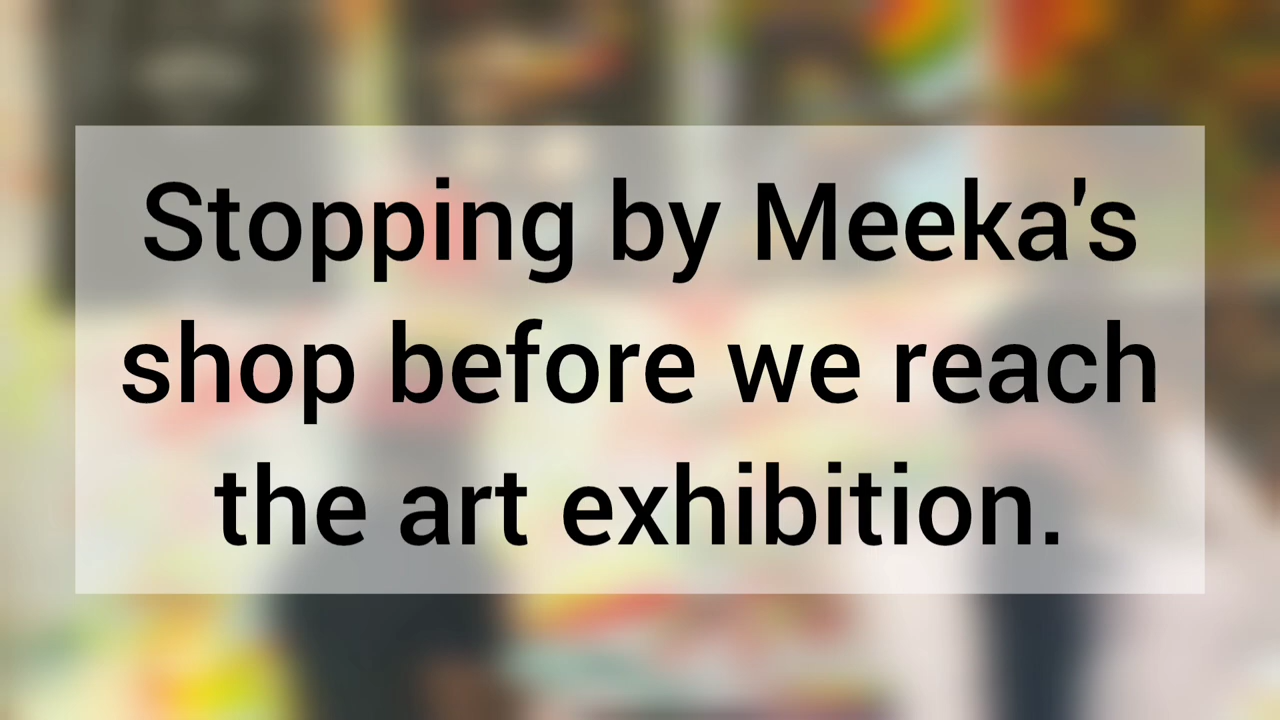 Stopping by Meeka's
shop before we reach
the art exhibition.